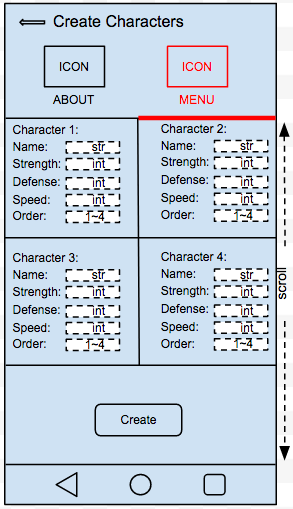 Create Characters
ICON
ICON
ABOUT
MENU
Character 1:
Name: str
Strength: int
Defense: int
Speed: int
Order: 1~4
Character 2:
Name: str
Strength: int
Defense: int
Speed: int
Order: 1~4
Character 3:
Name: str
Strength: int
Defense: int
Speed: int
Order: 1~4
Character 4:
Name: str
Strength: int
Defense: int
Speed: int
Order: 1~4
scroll
Create